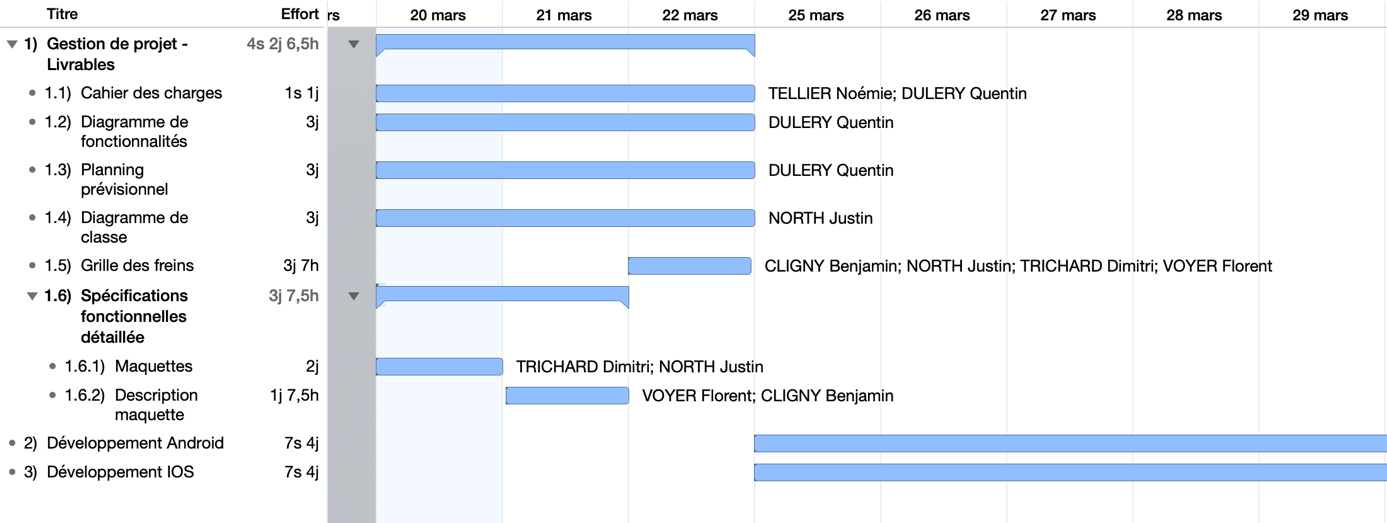 Titre Effort rs 20 mars 21 mars 22 mars 25 mars 26 mars 27 mars 28 mars 29 mars
1) Gestion de projet - 4s 2j 6,5h
Livrables
1.1) Cahier des charges 1s 1j TELLIER Noémie; DULERY Quentin
1.2) Diagramme de 3j DULERY Quentin
fonctionnalités
1.3) Planning 3j DULERY Quentin
prévisionnel
1.4) Diagramme de 3j NORTH Justin
classe
1.5) Grille des freins 3j 7h CLIGNY Benjamin; NORTH Justin; TRICHARD Dimitri; VOYER Florent
1.6) Spécifications 3j 7,5h
fonctionnelles
détaillée
1.6.1) Maquettes 2j TRICHARD Dimitri; NORTH Justin
1.6.2) Description 1j 7,5h VOYER Florent; CLIGNY Benjamin
maquette
2) Développement Android 7s 4j
3) Développement IOS 7s 4j